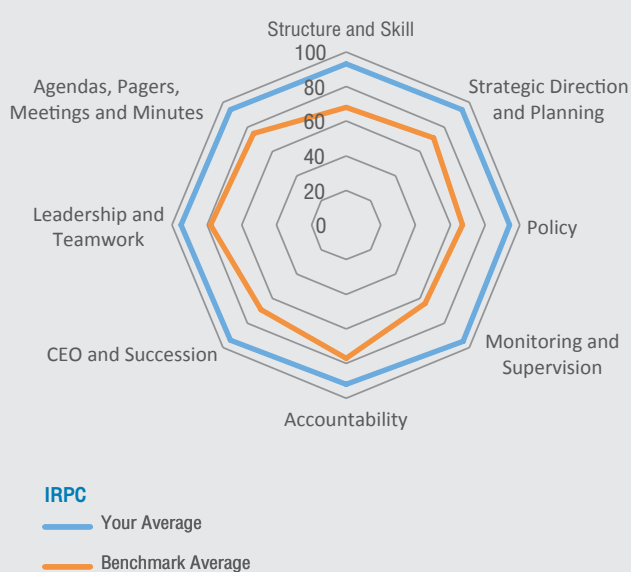 Structure and Skill
100
80
60
40
20
0
Strategic Direction
and Planning
Policy
Monitoring and
Supervision
Accountability
CEO and Succession
Leadership and
Teamwork
Agendas, Pagers,
Meetings and Minutes
IRPC
Your Average
Benchmark Average